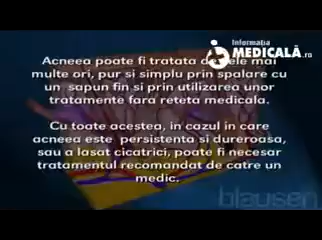 Informația
MEDICALĂ.ro
Acneea poate fi tratata de cele mai
multe ori, pur si simplu prin spalare cu
un sapun fin si prin utilizarea unor
tratamente fara reteta medicala.
Cu toate acestea, in cazul in care
acneea este persistenta si dureroasa,
sau a lasat cicatrici, poate fi necesar
tratamentul recomandat de catre un
medic.
blausen